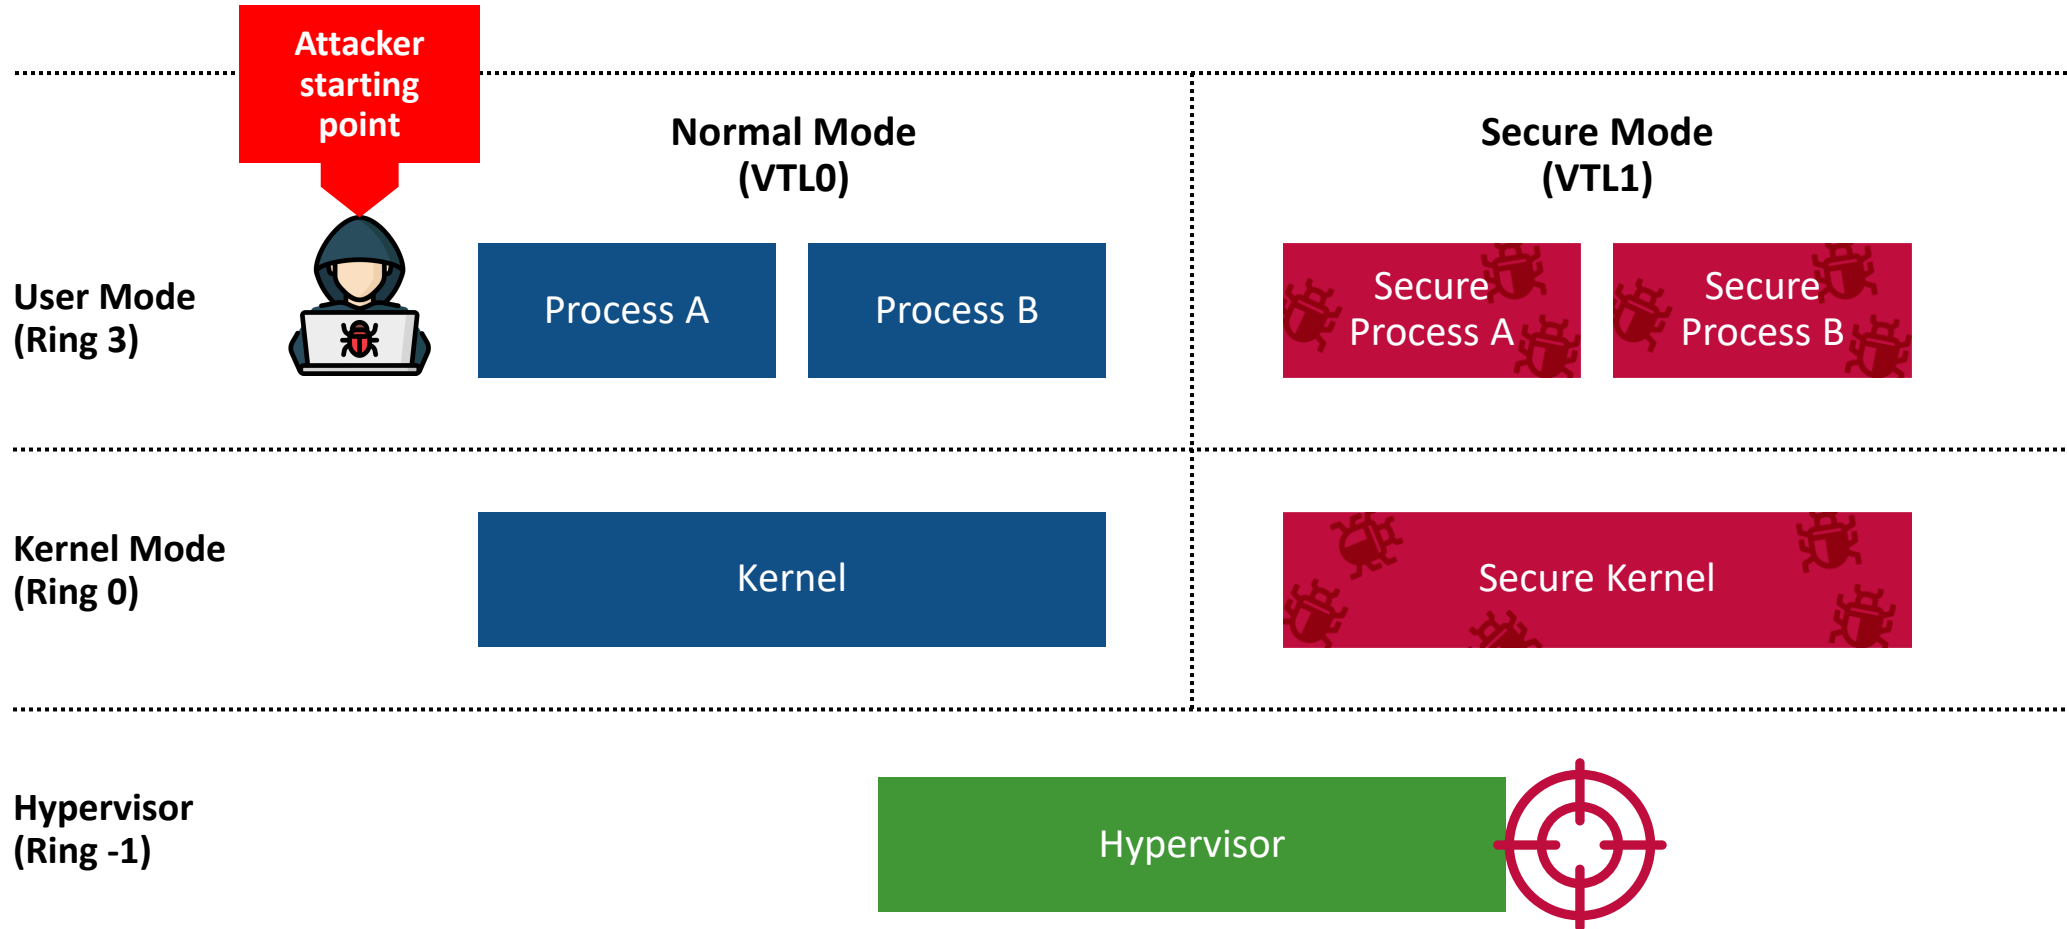 Attacker
starting
point
Normal Mode
(VTL0)
Secure Mode
(VTL1)
User Mode
(Ring 3)
Process A
Process B
Secure
Process A
Secure
Process B
Kernel Mode
(Ring 0)
Kernel
Secure Kernel
Hypervisor
(Ring -1)
Hypervisor